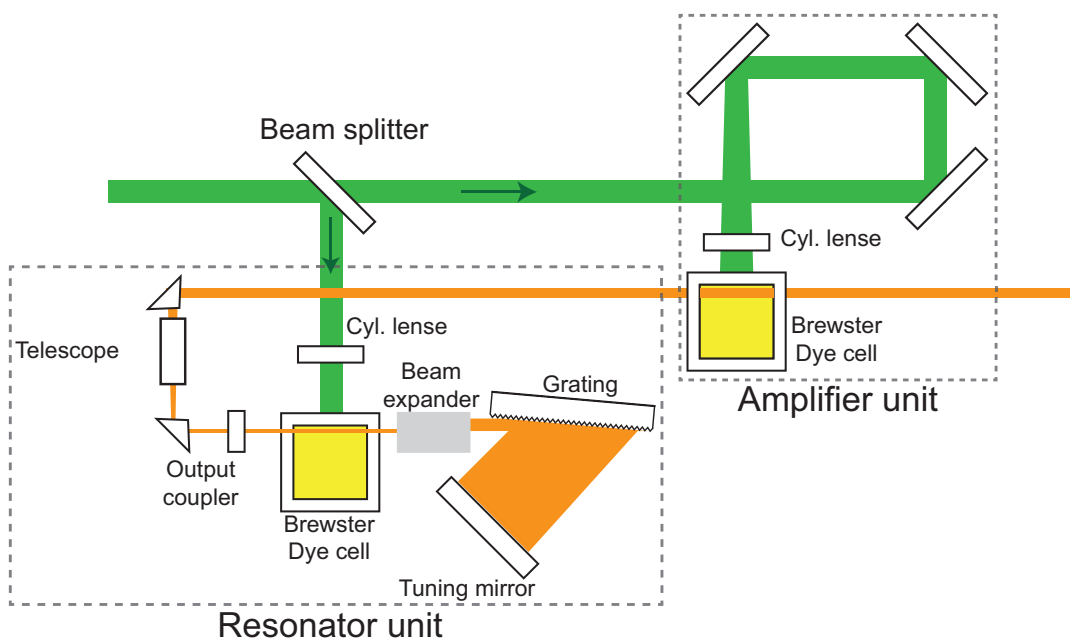 Beam splitter
Cyl. lense
Brewster
Dye cell
Amplifier unit
Telescope
Cyl. lense
Beam
expander
Grating
Output
coupler
Brewster
Dye cell
Tuning mirror
Resonator unit